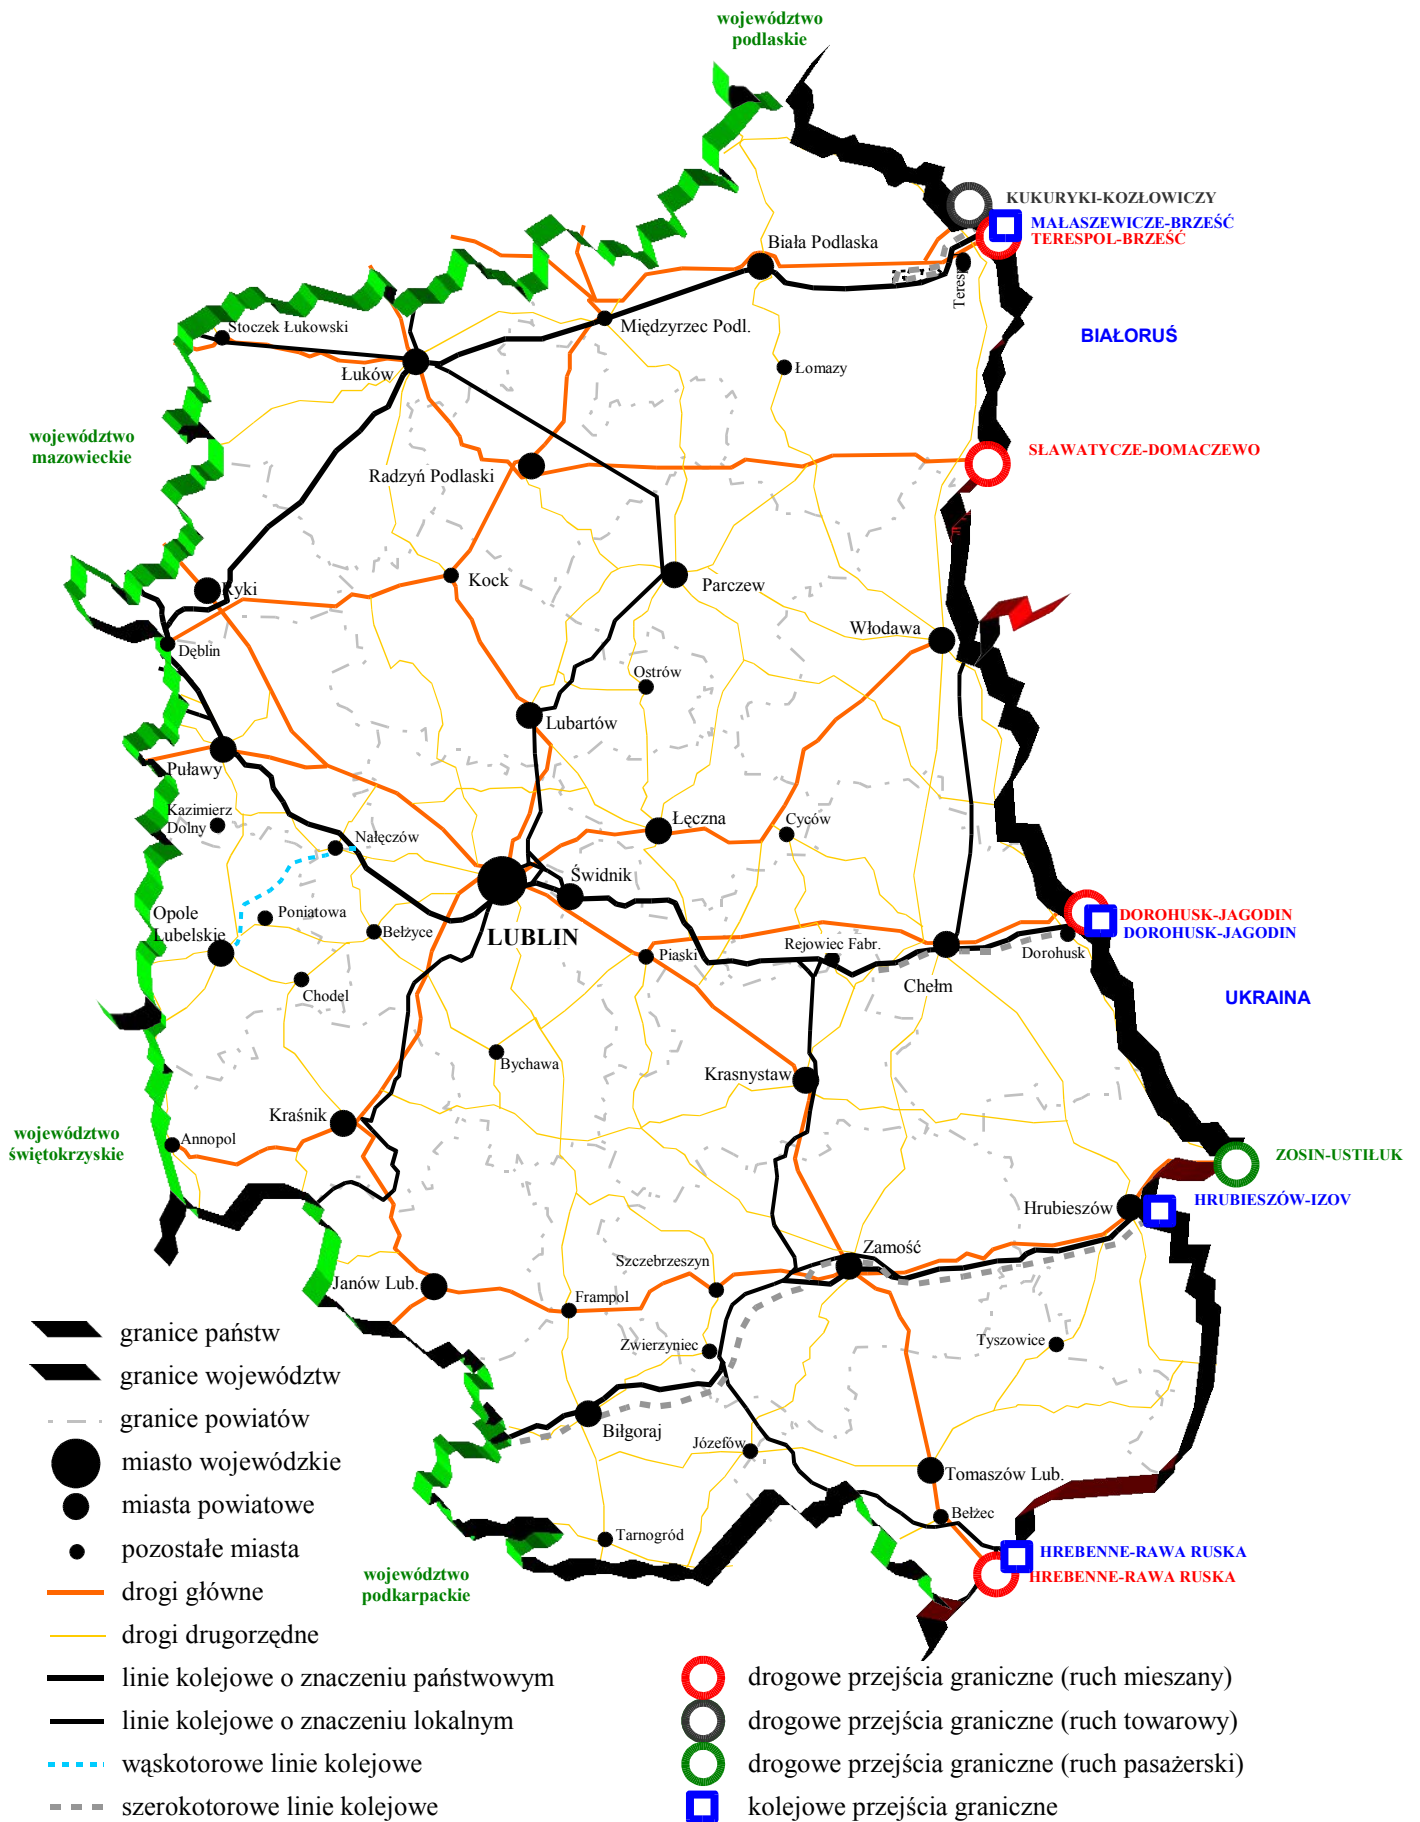 województwo
podlaskie
KUKURYKI-KOZŁOWICZY
MAŁASZEWICZE-BRZEŚĆ
TERESPOL-BRZEŚĆ
Biała Podlaska
Stoczek Łukowski
Międzyrzec Podl.
BIAŁORUŚ
Łuków
Łomazy
województwo
mazowieckie
SŁAWATYCZE-DOMACZEWO
Radzyń Podlaski
Kock
Parczew
Włodawa
Dęblin
Ostrów
Lubartów
Puławy
Kazimierz
Dolny
Nałęczów
Łęczna
Cyców
Świdnik
Opole
Lubelskie
Poniatowa
Bełżyce
LUBLIN
DOROHUSK-JAGODIN
DOROHUSK-JAGODIN
Piaski
Rejowiec Fabr.
Dorohusk
Chełm
Chodel
UKRAINA
Bychawa
Krasnystaw
Kraśnik
województwo
świętokrzyskie
Annopol
ZOSIN-USTIŁUK
HRUBIESZÓW-IZOV
Hrubieszów
Zamość
Szczebrzeszyn
Janów Lub.
Frampol
Zwierzyniec
Tyszowice
Biłgoraj
Józefów
Tomaszów Lub.
Bełżec
Tarnogród
HREBENNE-RAWA RUSKA
HREBENNE-RAWA RUSKA
województwo
podkarpackie
granice państw
granice województw
granice powiatów
miasto wojewódzkie
miasta powiatowe
pozostałe miasta
drogi główne
drogi drugorzędne
linie kolejowe o znaczeniu państwowym
linie kolejowe o znaczeniu lokalnym
wąskotorowe linie kolejowe
szerokotorowe linie kolejowe
drogowe przejścia graniczne (ruch mieszany)
drogowe przejścia graniczne (ruch towarowy)
drogowe przejścia graniczne (ruch pasażerski)
kolejowe przejścia graniczne